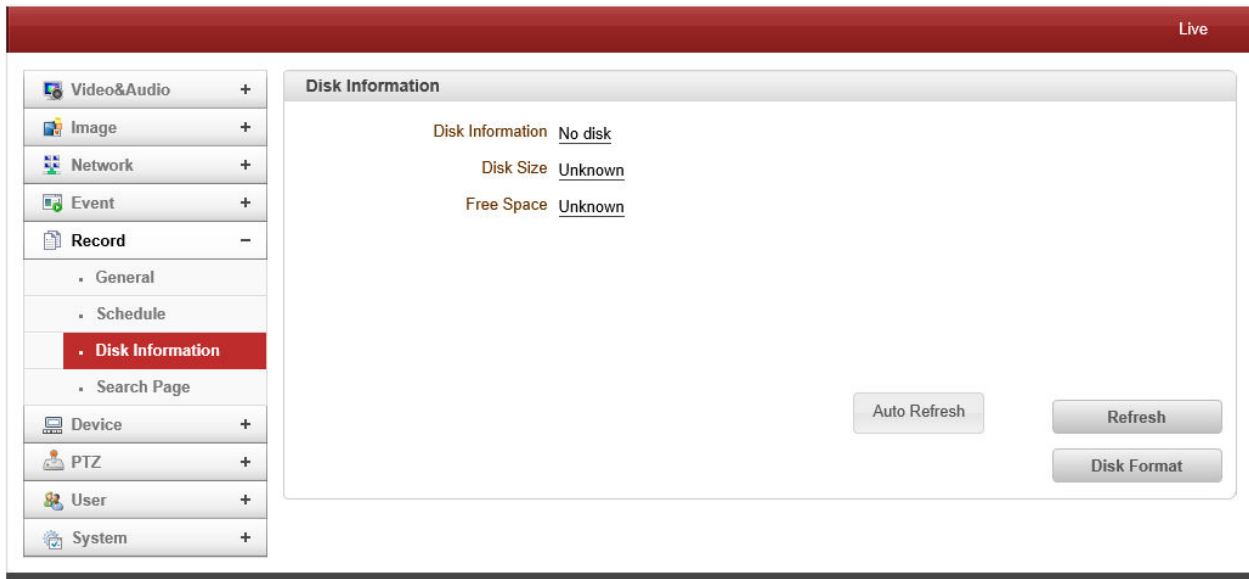 Live
Video&Audio +
Image +
Network +
Event +
Record −
General
Schedule
Disk Information
Search Page
Device +
PTZ +
User +
System +
Disk Information
Disk Information No disk
Disk Size Unknown
Free Space Unknown
Auto Refresh
Refresh
Disk Format